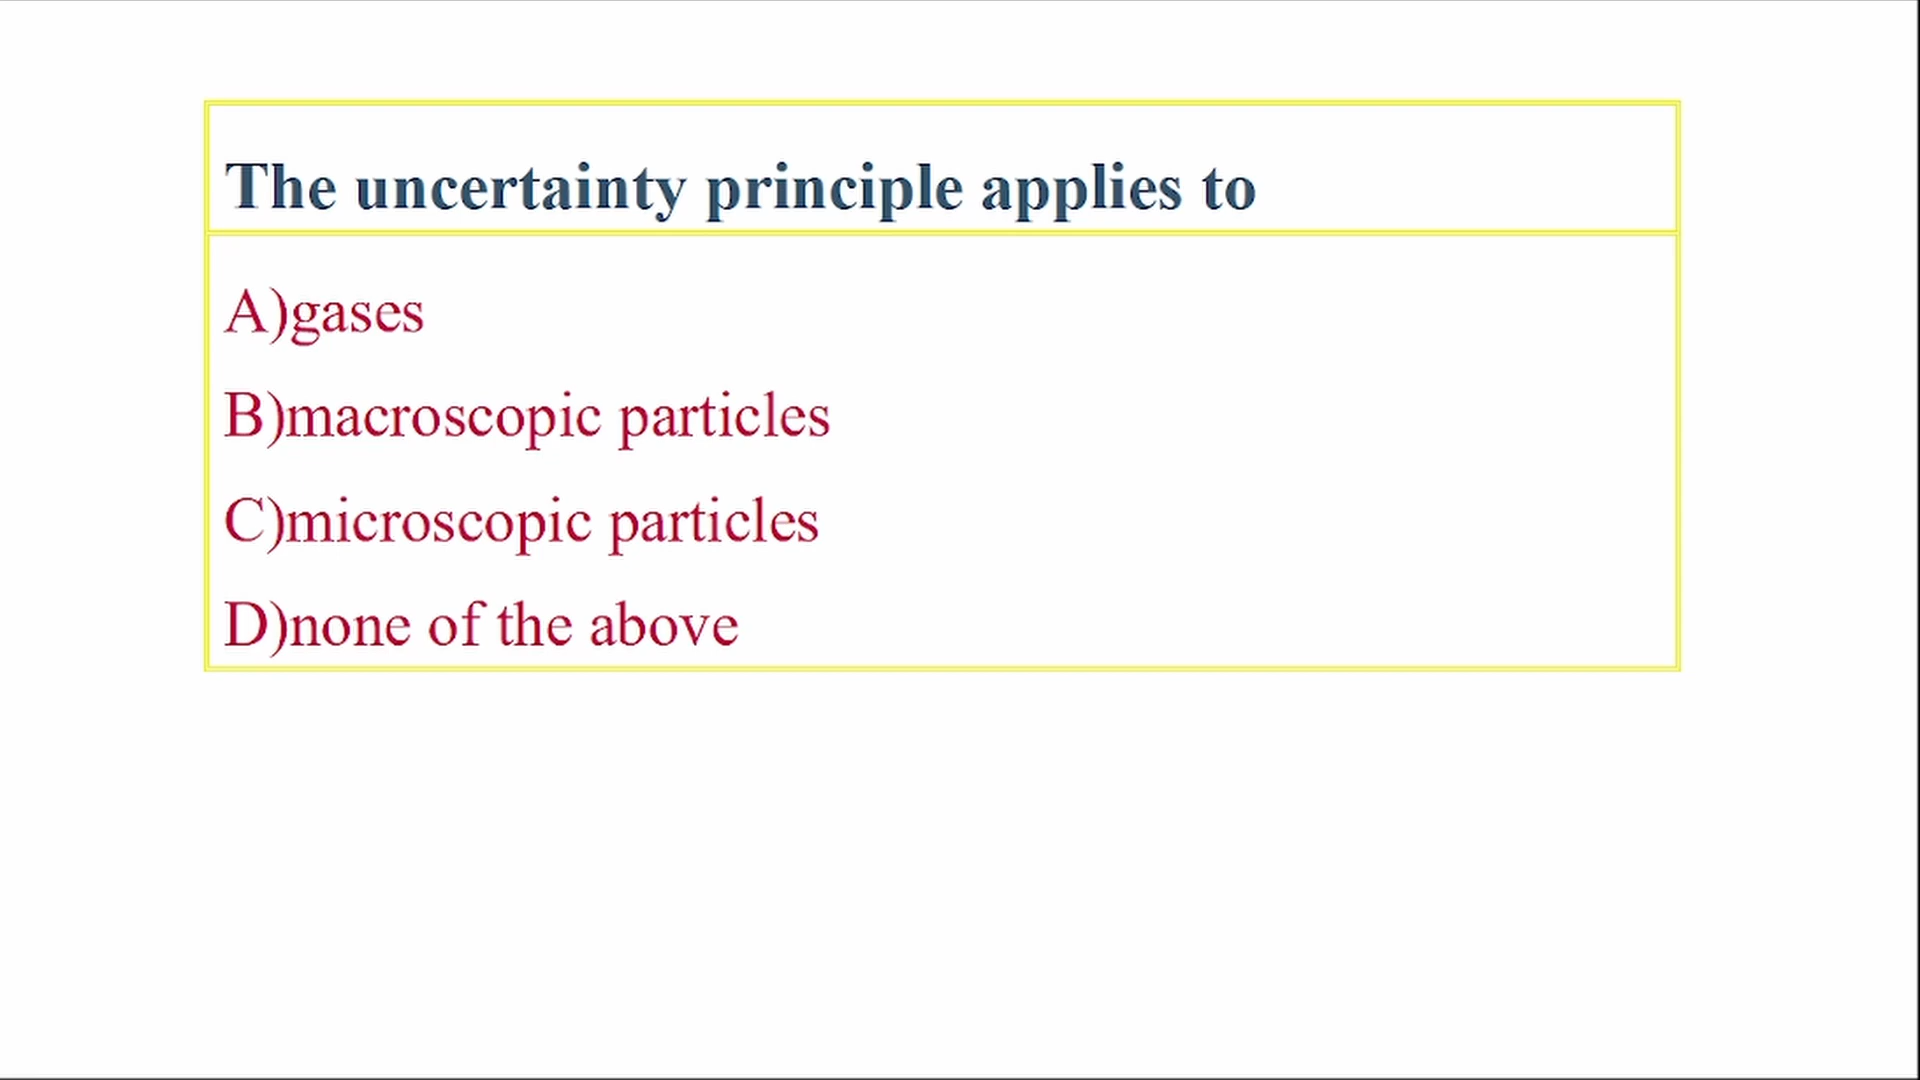 The uncertainty principle applies to
A)gases
B)macroscopic particles
C)microscopic particles
D)none of the above